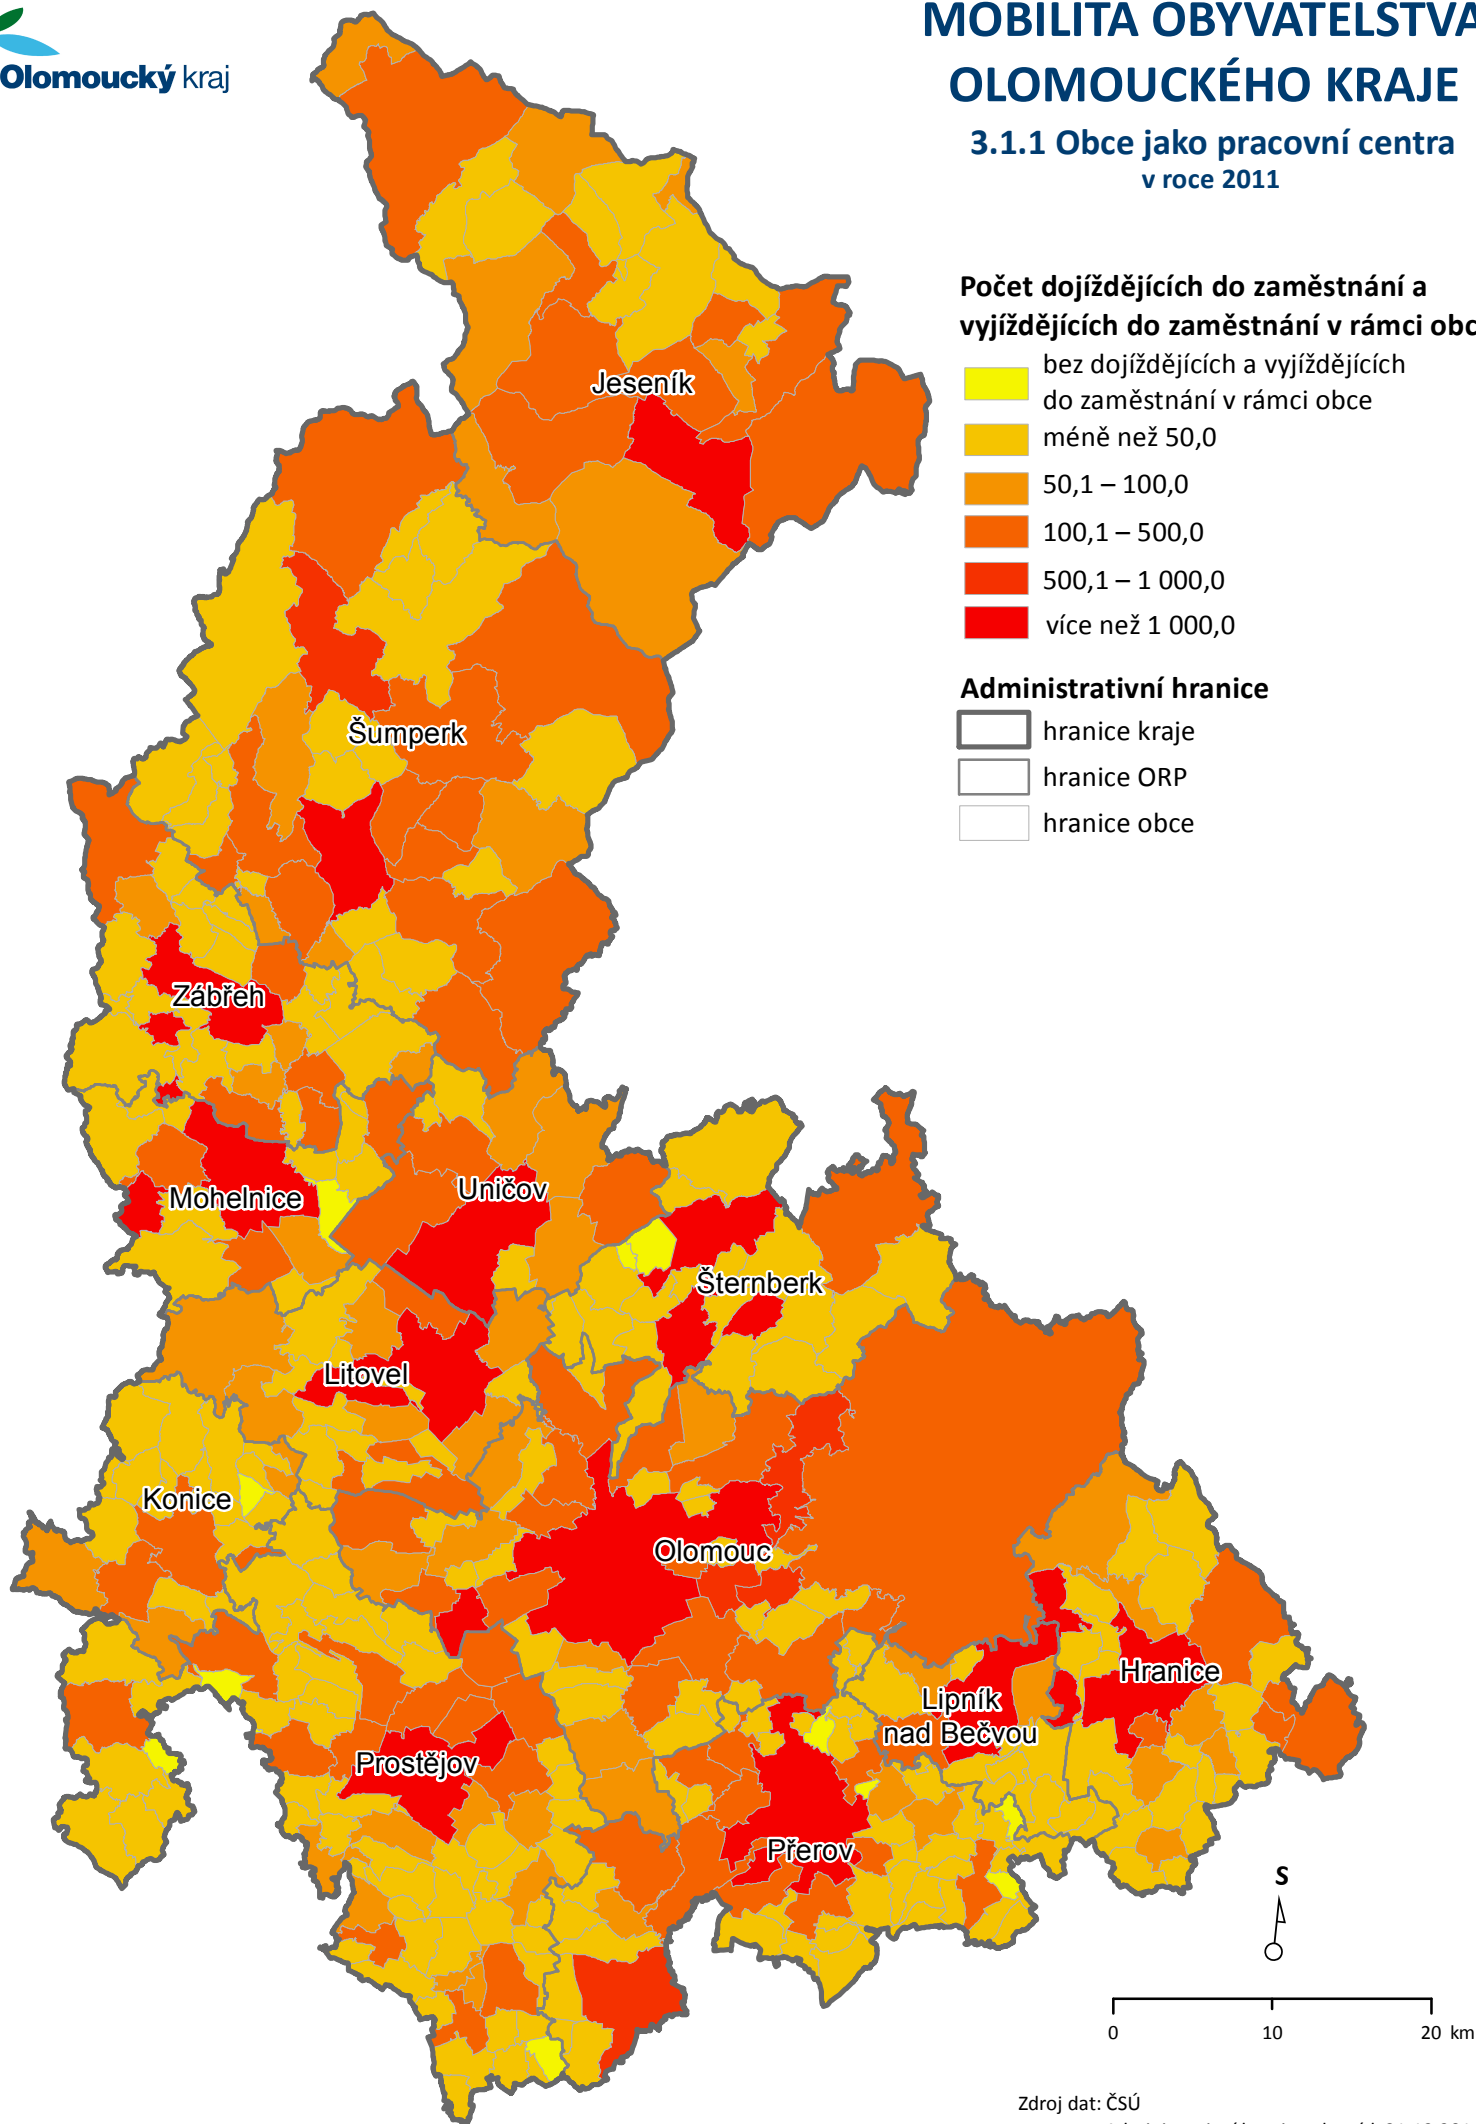 Olomoucký kraj
MOBILITA OBYVATELSTVA
OLOMOUCKÉHO KRAJE
3.1.1 Obce jako pracovní centra
v roce 2011
Počet dojíždějících do zaměstnání a
vyjíždějících do zaměstnání v rámci obc
bez dojíždějících a vyjíždějících
do zaměstnání v rámci obce
méně než 50,0
50,1 – 100,0
100,1 – 500,0
500,1 – 1 000,0
více než 1 000,0
Administrativní hranice
hranice kraje
hranice ORP
hranice obce
Jeseník
Šumperk
Zábřeh
Mohelnice
Uničov
Šternberk
Litovel
Konice
Olomouc
Hranice
Lipník
nad Bečvou
Prostějov
Přerov
S
0 10 20 km
Zdroj dat: ČSÚ